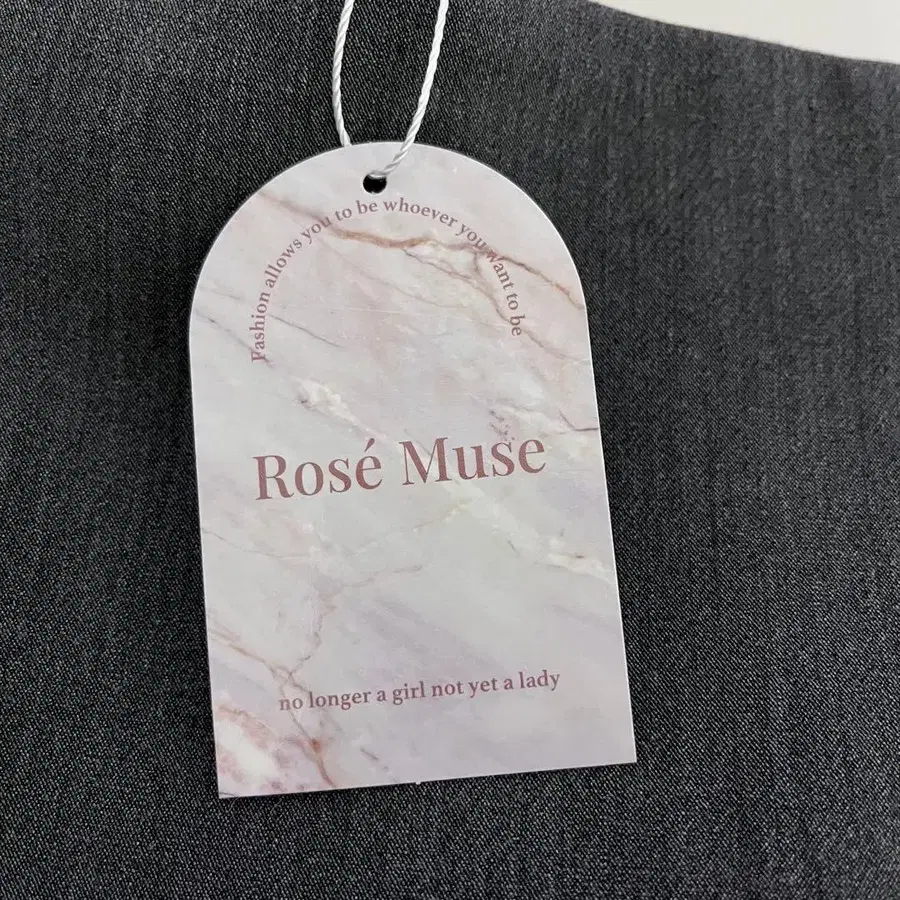 Fashion allows you to be whoever you want to be
Rosé Muse
no longer a girl not yet a lady